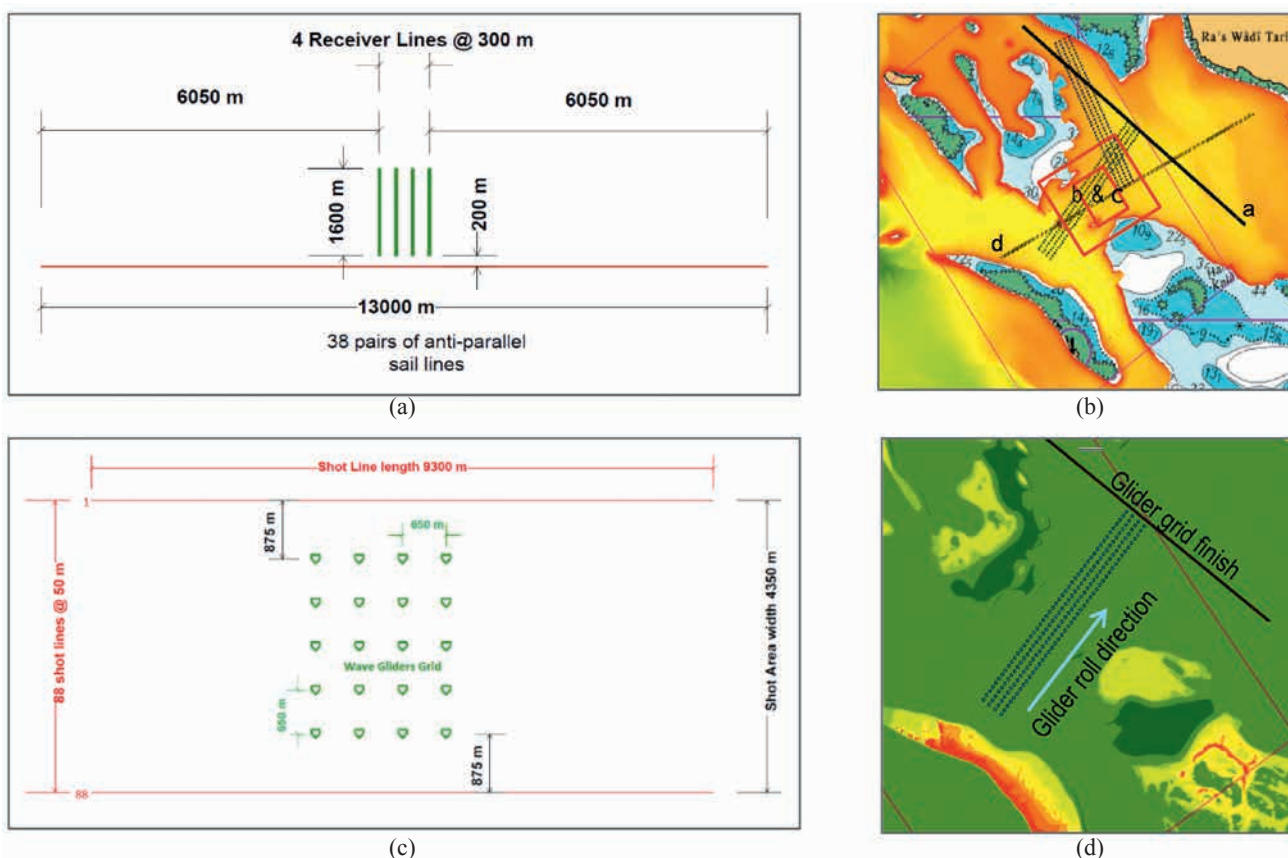 4 Receiver Lines @ 300 m
6050 m
6050 m
1600 m
200 m
13000 m
38 pairs of anti-parallel
sail lines
(a)
Ra's Wādī Tari
b & c
a
d
(b)
Shot Line length 9300 m
1
875 m
650 m
88 shot lines @ 50 m
Wave Gliders Grid
650 m
Shot Area width 4350 m
875 m
88
(c)
Glider grid finish
Glider roll direction
(d)